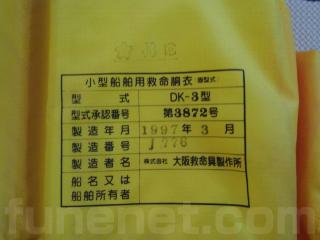 小型船舶用救命胴衣 固型式
型式 DK-3型
型式承認番号 第3872号
製造年月 1997年3月
製造番号 J776
製造者名 株式会社 大阪救命具製作所
船名又は
船舶所有者
funenet.com